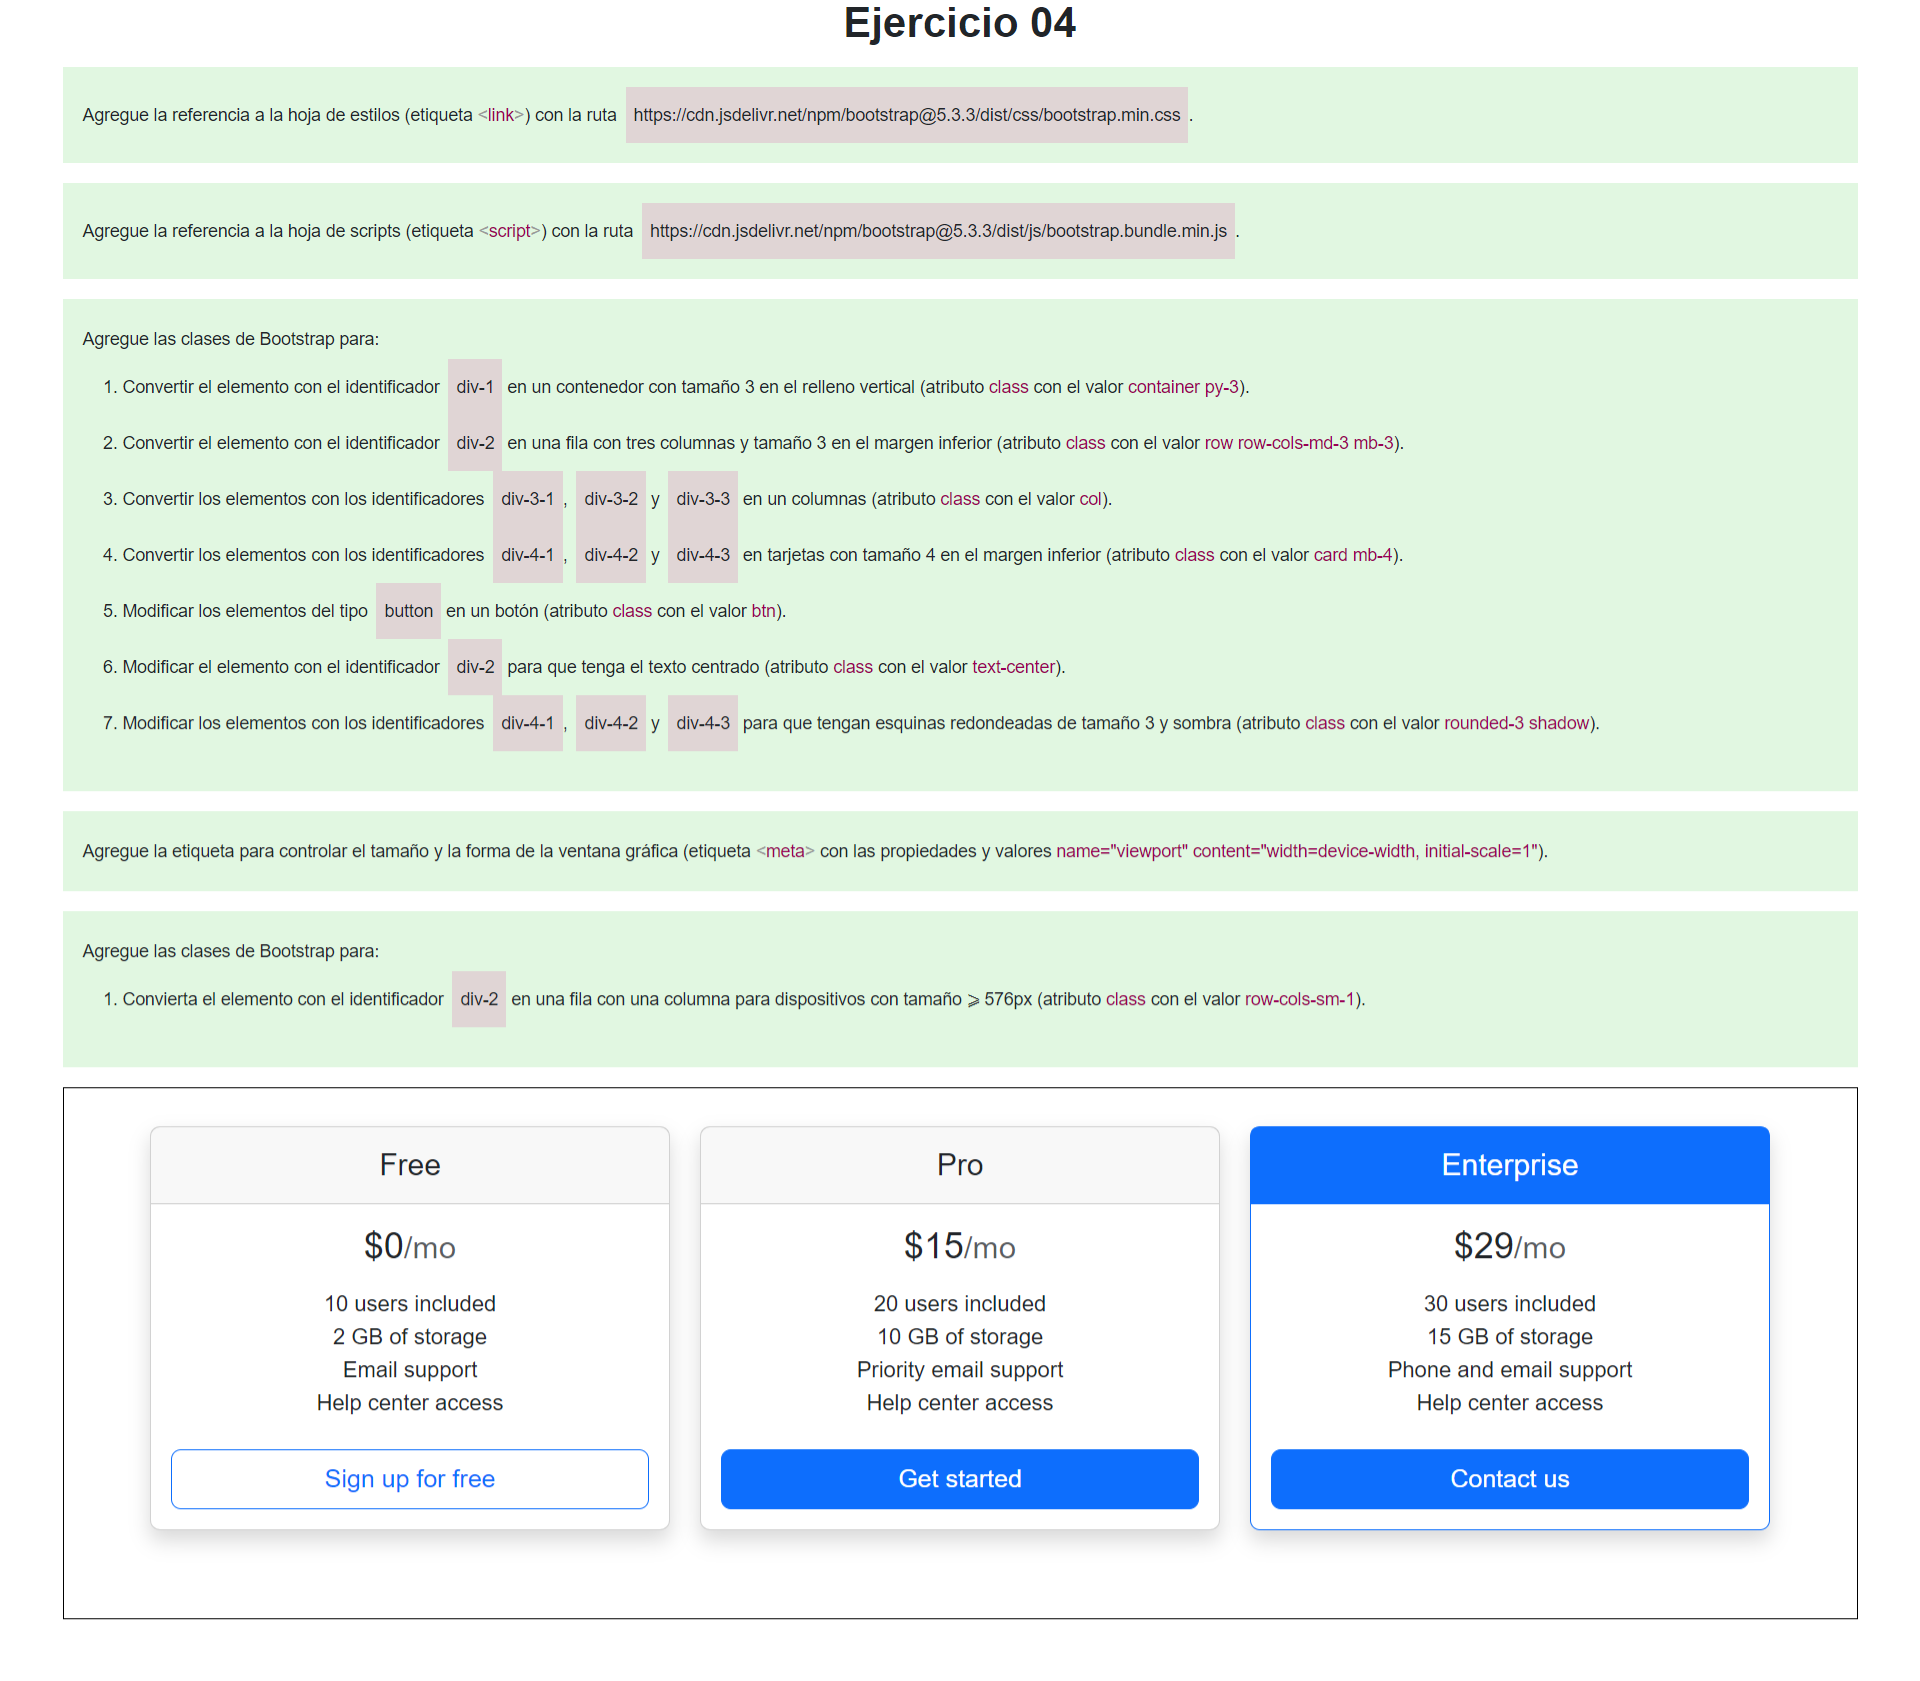 Ejercicio 04
Agregue la referencia a la hoja de estilos (etiqueta <link>) con la ruta https://cdn.jsdelivr.net/npm/bootstrap@5.3.3/dist/css/bootstrap.min.css .
Agregue la referencia a la hoja de scripts (etiqueta <script>) con la ruta https://cdn.jsdelivr.net/npm/bootstrap@5.3.3/dist/js/bootstrap.bundle.min.js .
Agregue las clases de Bootstrap para:
1. Convertir el elemento con el identificador div-1 en un contenedor con tamaño 3 en el relleno vertical (atributo class con el valor container py-3).
2. Convertir el elemento con el identificador div-2 en una fila con tres columnas y tamaño 3 en el margen inferior (atributo class con el valor row row-cols-md-3 mb-3).
3. Convertir los elementos con los identificadores div-3-1 , div-3-2 y div-3-3 en un columnas (atributo class con el valor col).
4. Convertir los elementos con los identificadores div-4-1 , div-4-2 y div-4-3 en tarjetas con tamaño 4 en el margen inferior (atributo class con el valor card mb-4).
5. Modificar los elementos del tipo button en un botón (atributo class con el valor btn).
6. Modificar el elemento con el identificador div-2 para que tenga el texto centrado (atributo class con el valor text-center).
7. Modificar los elementos con los identificadores div-4-1 , div-4-2 y div-4-3 para que tengan esquinas redondeadas de tamaño 3 y sombra (atributo class con el valor rounded-3 shadow).
Agregue la etiqueta para controlar el tamaño y la forma de la ventana gráfica (etiqueta <meta> con las propiedades y valores name="viewport" content="width=device-width, initial-scale=1").
Agregue las clases de Bootstrap para:
1. Convierta el elemento con el identificador div-2 en una fila con una columna para dispositivos con tamaño ⩾ 576px (atributo class con el valor row-cols-sm-1).
Free
$0/mo
10 users included
2 GB of storage
Email support
Help center access
Sign up for free
Pro
$15/mo
20 users included
10 GB of storage
Priority email support
Help center access
Get started
Enterprise
$29/mo
30 users included
15 GB of storage
Phone and email support
Help center access
Contact us